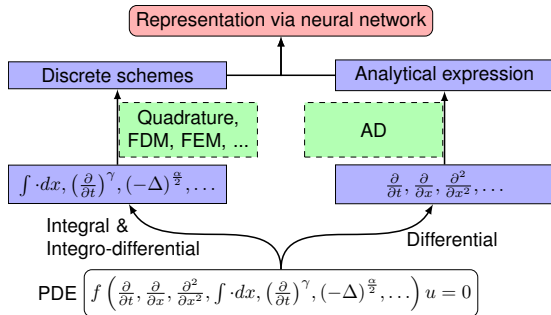 Representation via neural network
Discrete schemes
Analytical expression
Quadrature,
FDM, FEM, ...
AD
∫ ·dx, (∂/∂t)^γ, (−Δ)^(α/2), . . .
∂/∂t, ∂/∂x, ∂²/∂x², . . .
Integral &
Integro-differential
Differential
PDE f (∂/∂t, ∂/∂x, ∂²/∂x², ∫ ·dx, (∂/∂t)^γ, (−Δ)^(α/2), . . .) u = 0